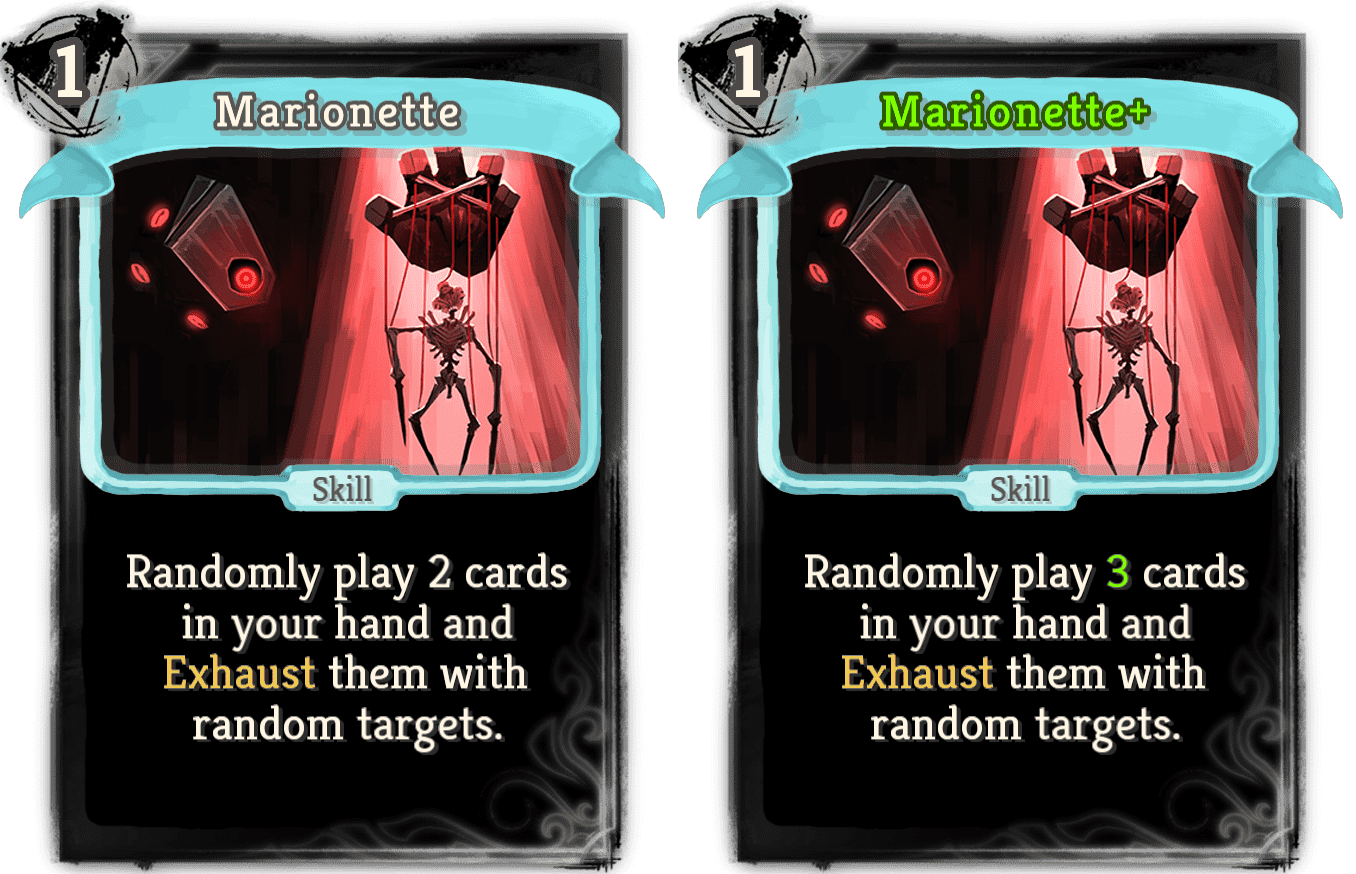 1
Marionette
Skill
Randomly play 2 cards
in your hand and
Exhaust them with
random targets.
1
Marionette+
Skill
Randomly play 3 cards
in your hand and
Exhaust them with
random targets.